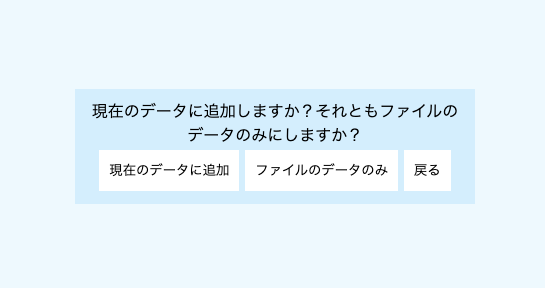 現在のデータに追加しますか？それともファイルの
データのみにしますか？
現在のデータに追加 ファイルのデータのみ 戻る